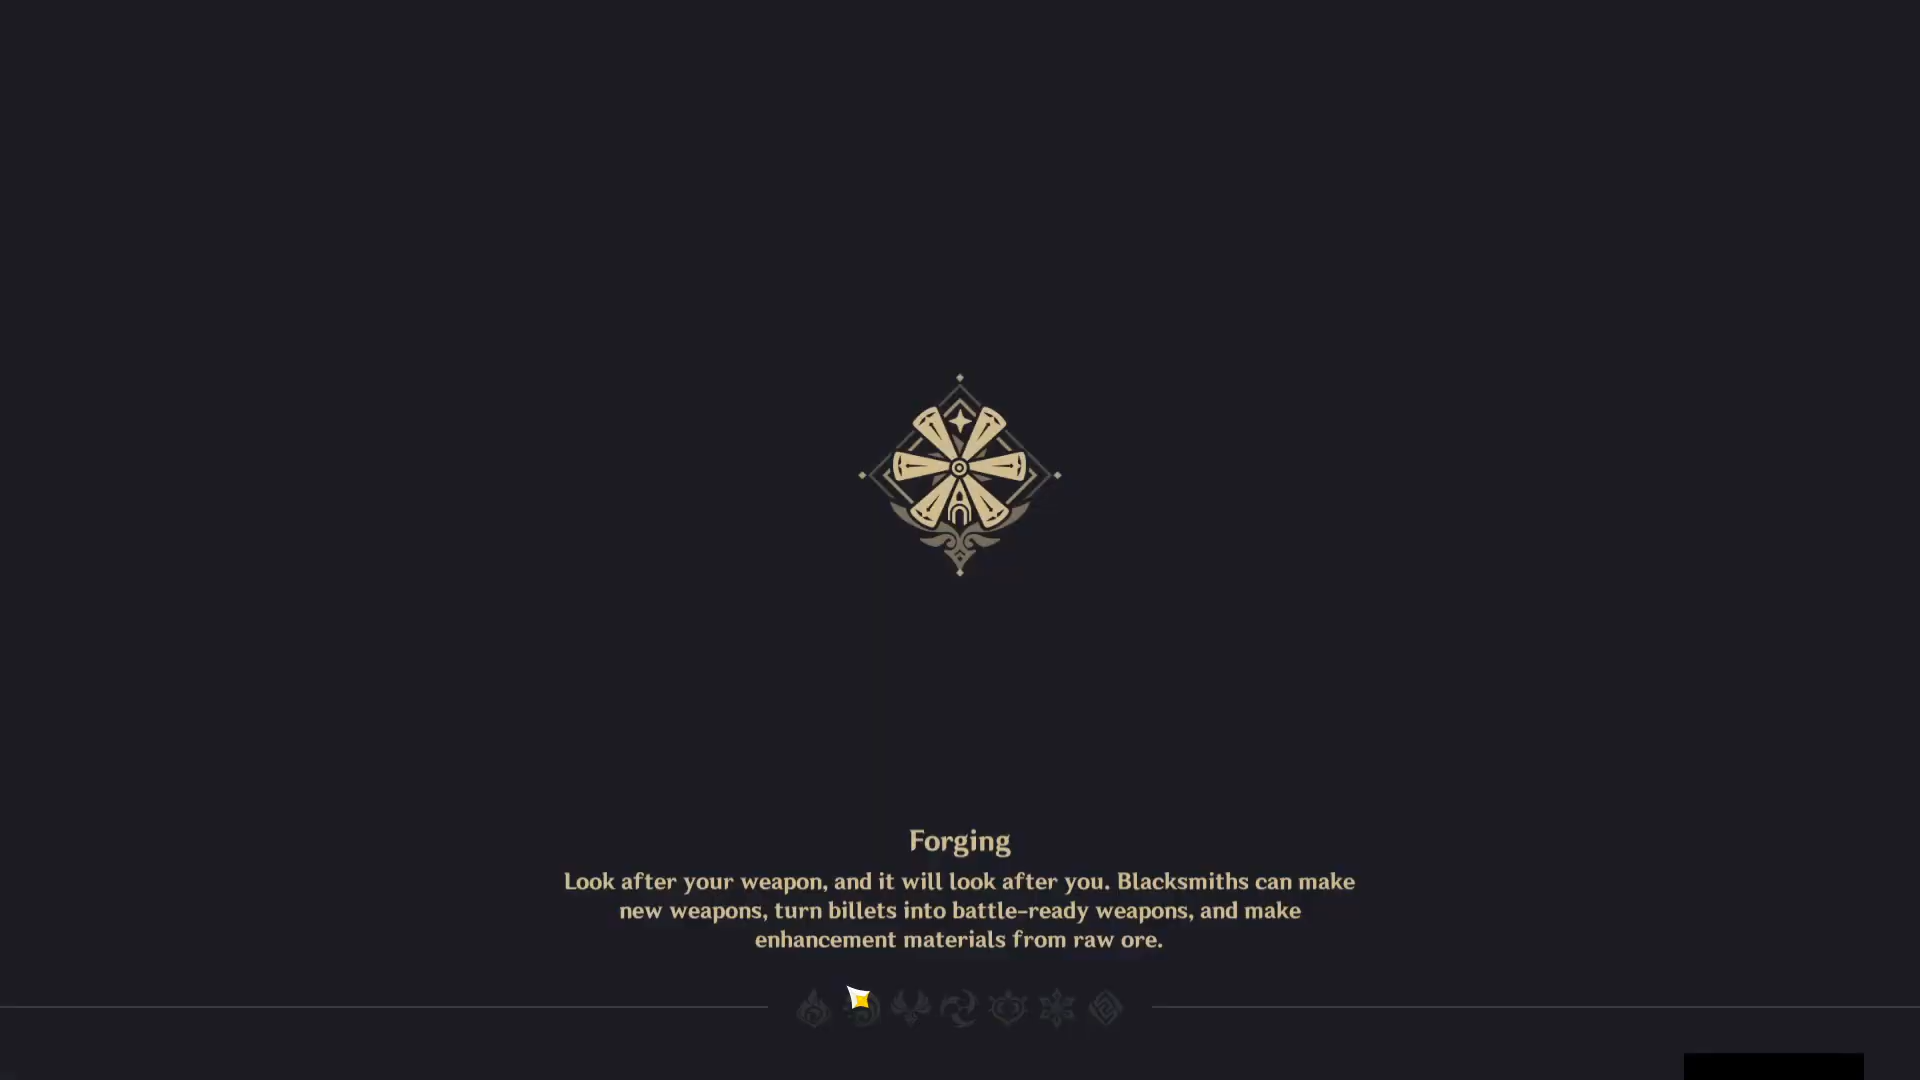 Forging
Look after your weapon, and it will look after you. Blacksmiths can make
new weapons, turn billets into battle-ready weapons, and make
enhancement materials from raw ore.